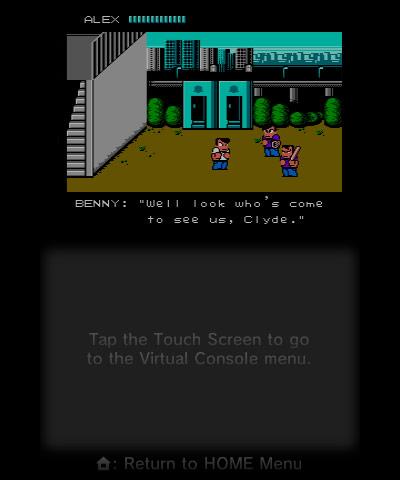 ALEX
BENNY: "Well look who's come
to see us, Clyde."
Tap the Touch Screen to go
to the Virtual Console menu.
: Return to HOME Menu